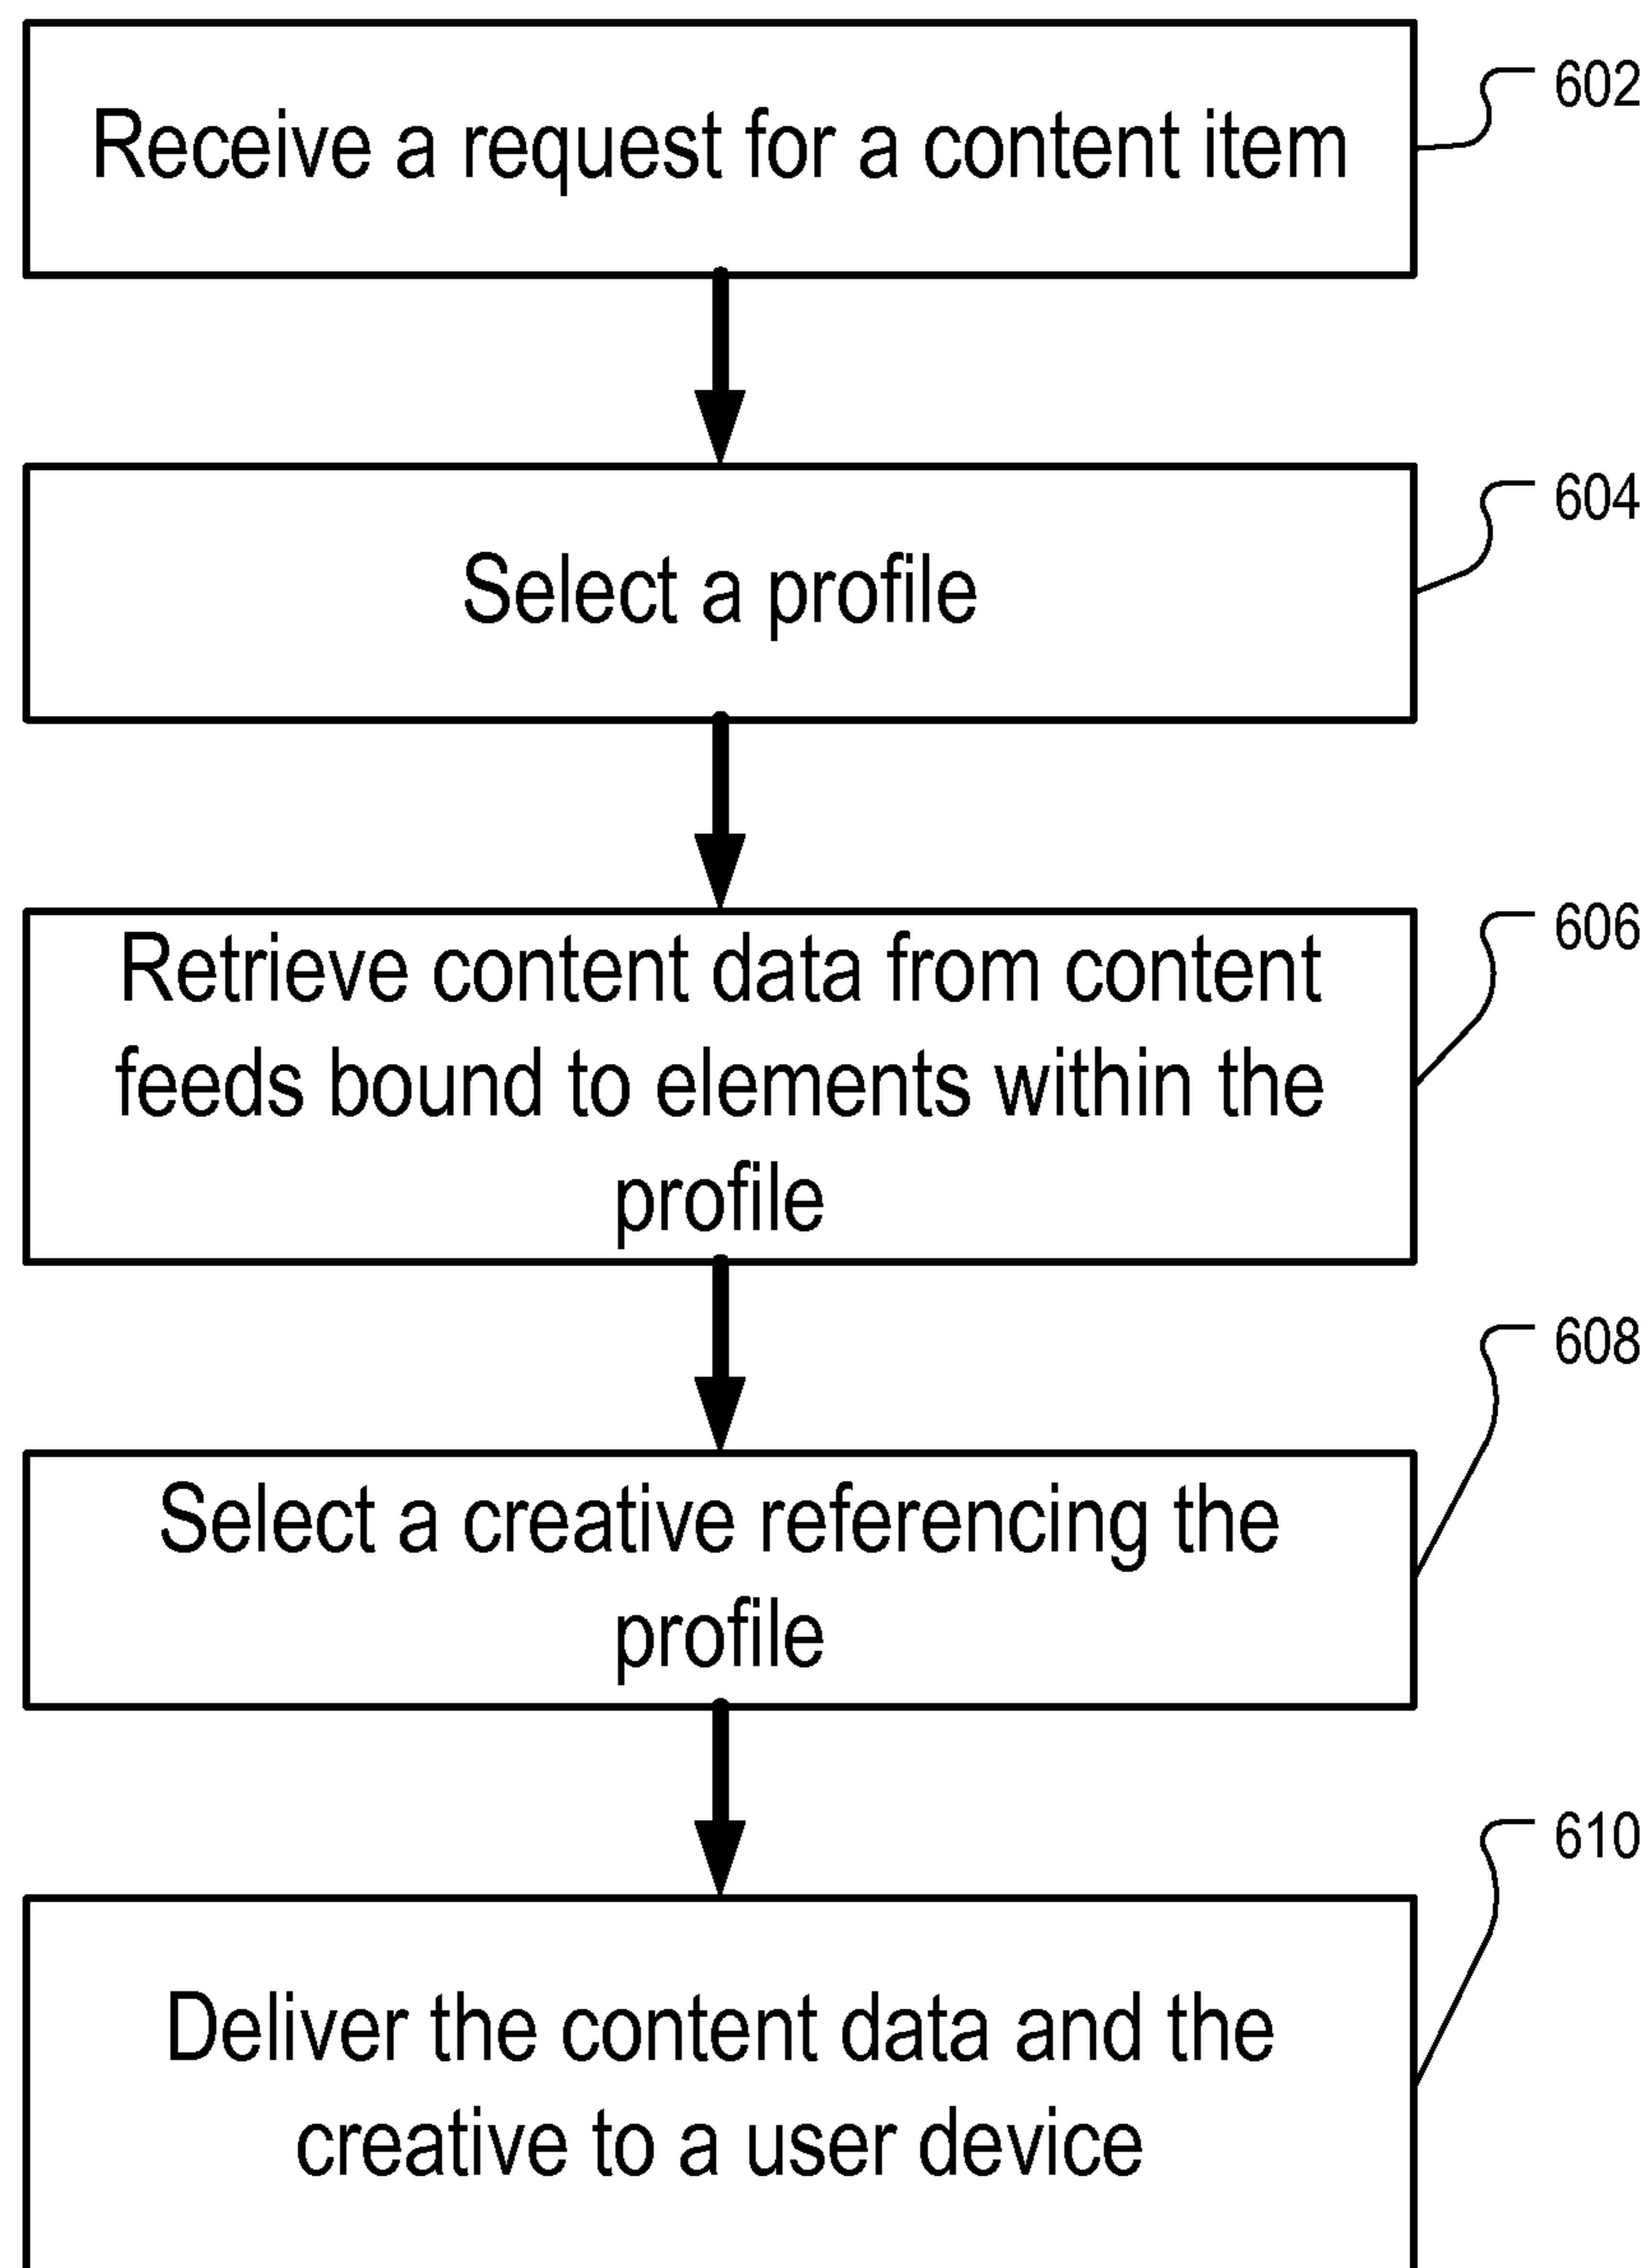 Receive a request for a content item
602
Select a profile
604
Retrieve content data from content
feeds bound to elements within the
profile
606
Select a creative referencing the
profile
608
Deliver the content data and the
creative to a user device
610